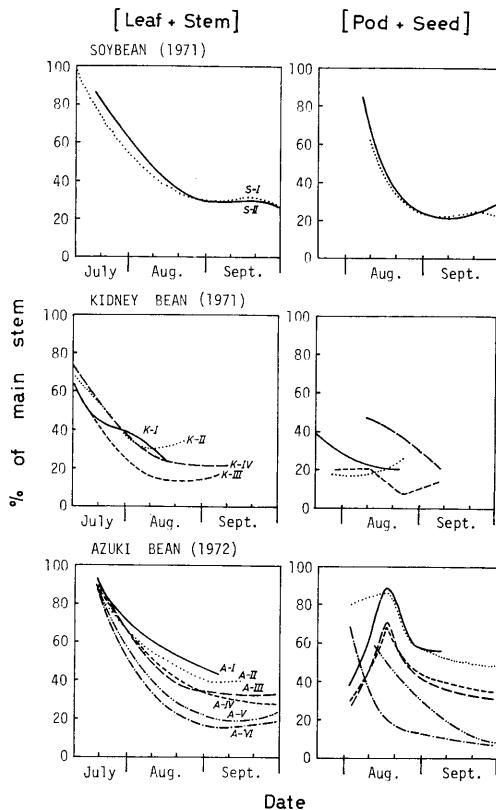 [Leaf + Stem] [Pod + Seed]
SOYBEAN (1971)
100
80
60
40
20
0
S-I
S-II
July Aug. Sept.
100
80
60
40
20
0
Aug. Sept.
KIDNEY BEAN (1971)
100
80
60
40
20
0
K-I
K-II
K-IV
K-III
July Aug. Sept.
100
80
60
40
20
0
Aug. Sept.
% of main stem
AZUKI BEAN (1972)
100
80
60
40
20
0
A-I
A-II
A-III
A-IV
A-V
A-VI
July Aug. Sept.
100
80
60
40
20
0
Aug. Sept.
Date